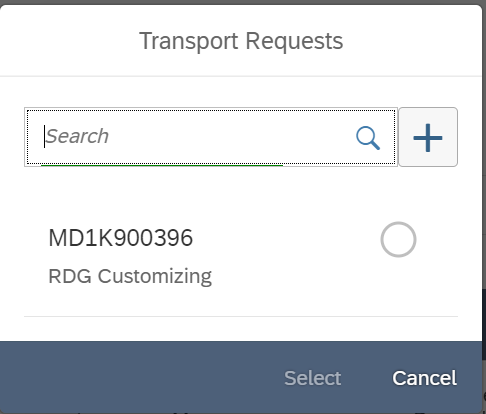 Transport Requests
Search
MD1K900396
RDG Customizing
Select
Cancel